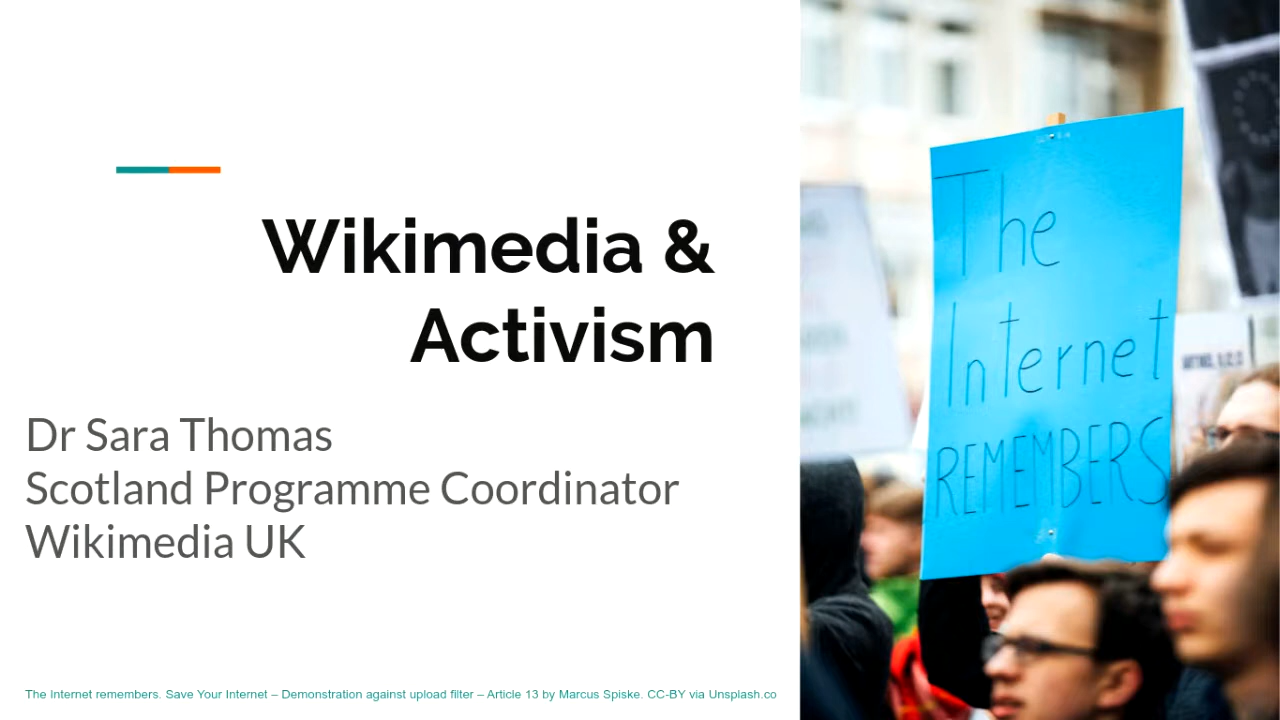 Wikimedia &
Activism
Dr Sara Thomas
Scotland Programme Coordinator
Wikimedia UK
The Internet remembers. Save Your Internet – Demonstration against upload filter – Article 13 by Marcus Spiske. CC-BY via Unsplash.co
The
Internet
REMEMBERS